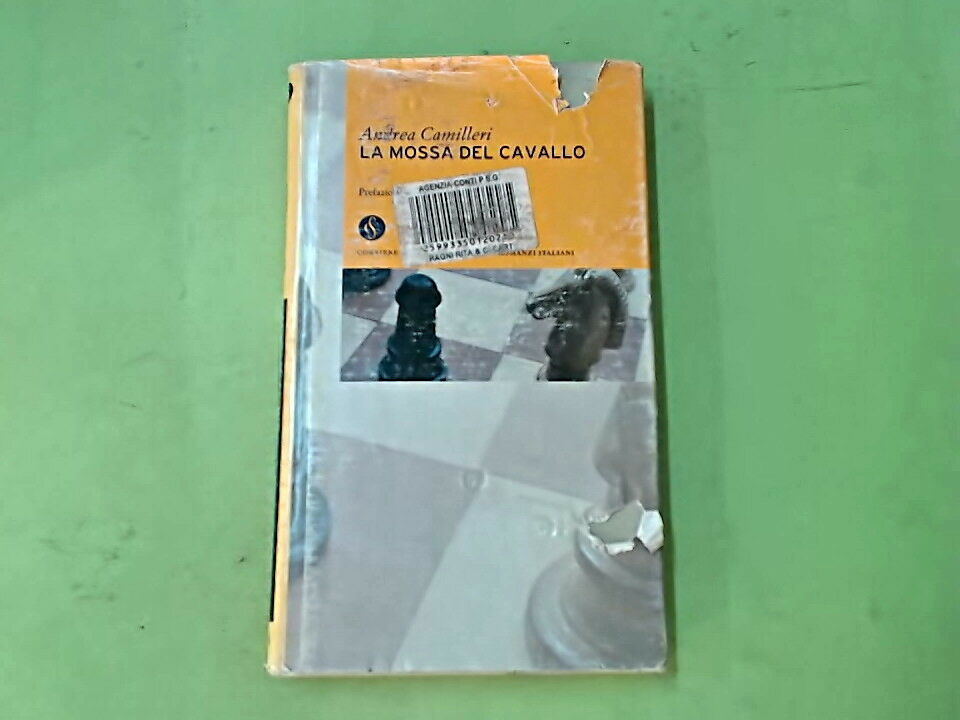 Andrea Camilleri
LA MOSSA DEL CAVALLO
Prefazio
AGENZIA CONTI P E.G
RAGNI RITA &
ROMANZI ITALIANI